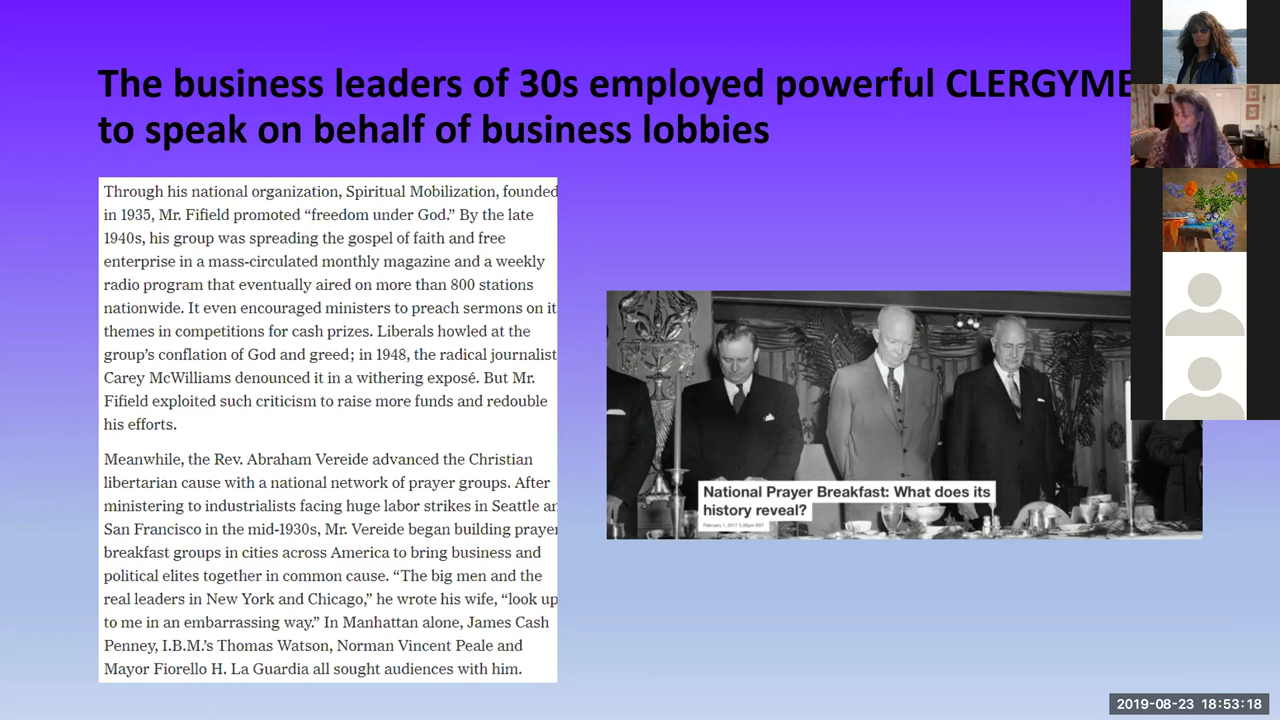 The business leaders of 30s employed powerful CLERGYME
to speak on behalf of business lobbies
Through his national organization, Spiritual Mobilization, founded
in 1935, Mr. Fifield promoted “freedom under God.” By the late
1940s, his group was spreading the gospel of faith and free
enterprise in a mass-circulated monthly magazine and a weekly
radio program that eventually aired on more than 800 stations
nationwide. It even encouraged ministers to preach sermons on it
themes in competitions for cash prizes. Liberals howled at the
group’s conflation of God and greed; in 1948, the radical journalist
Carey McWilliams denounced it in a withering exposé. But Mr.
Fifield exploited such criticism to raise more funds and redouble
his efforts.
Meanwhile, the Rev. Abraham Vereide advanced the Christian
libertarian cause with a national network of prayer groups. After
ministering to industrialists facing huge labor strikes in Seattle an
San Francisco in the mid-1930s, Mr. Vereide began building prayer
breakfast groups in cities across America to bring business and
political elites together in common cause. “The big men and the
real leaders in New York and Chicago,” he wrote his wife, “look up
to me in an embarrassing way.” In Manhattan alone, James Cash
Penney, I.B.M.’s Thomas Watson, Norman Vincent Peale and
Mayor Fiorello H. La Guardia all sought audiences with him.
National Prayer Breakfast: What does its
history reveal?
February 1, 2017 5:36pm EST
2019-08-23 18:53:18